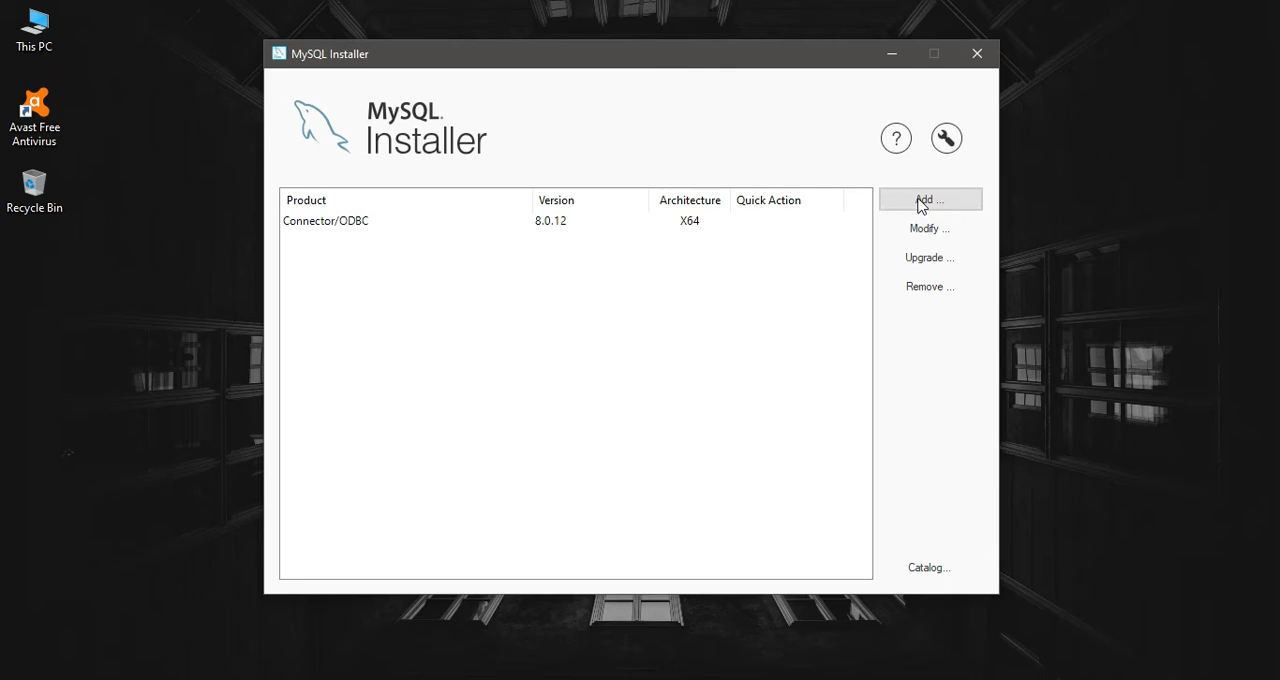 This PC
Avast Free
Antivirus
Recycle Bin
MySQL Installer
MySQL.
Installer
?
Product Version Architecture Quick Action
Connector/ODBC 8.0.12 X64
Add ...
Modify ...
Upgrade ...
Remove ...
Catalog...